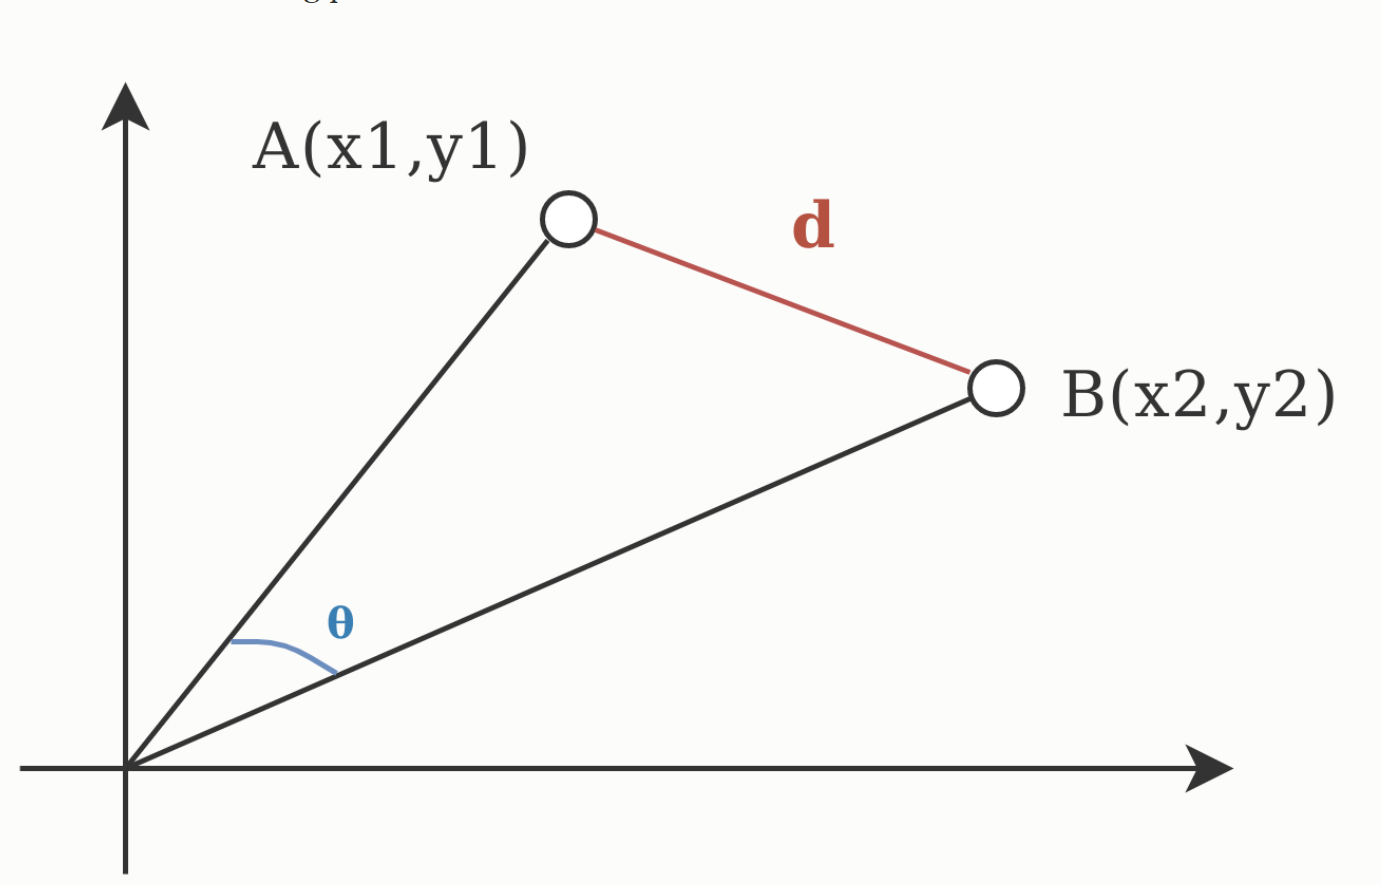 A(x1,y1)
d
B(x2,y2)
θ